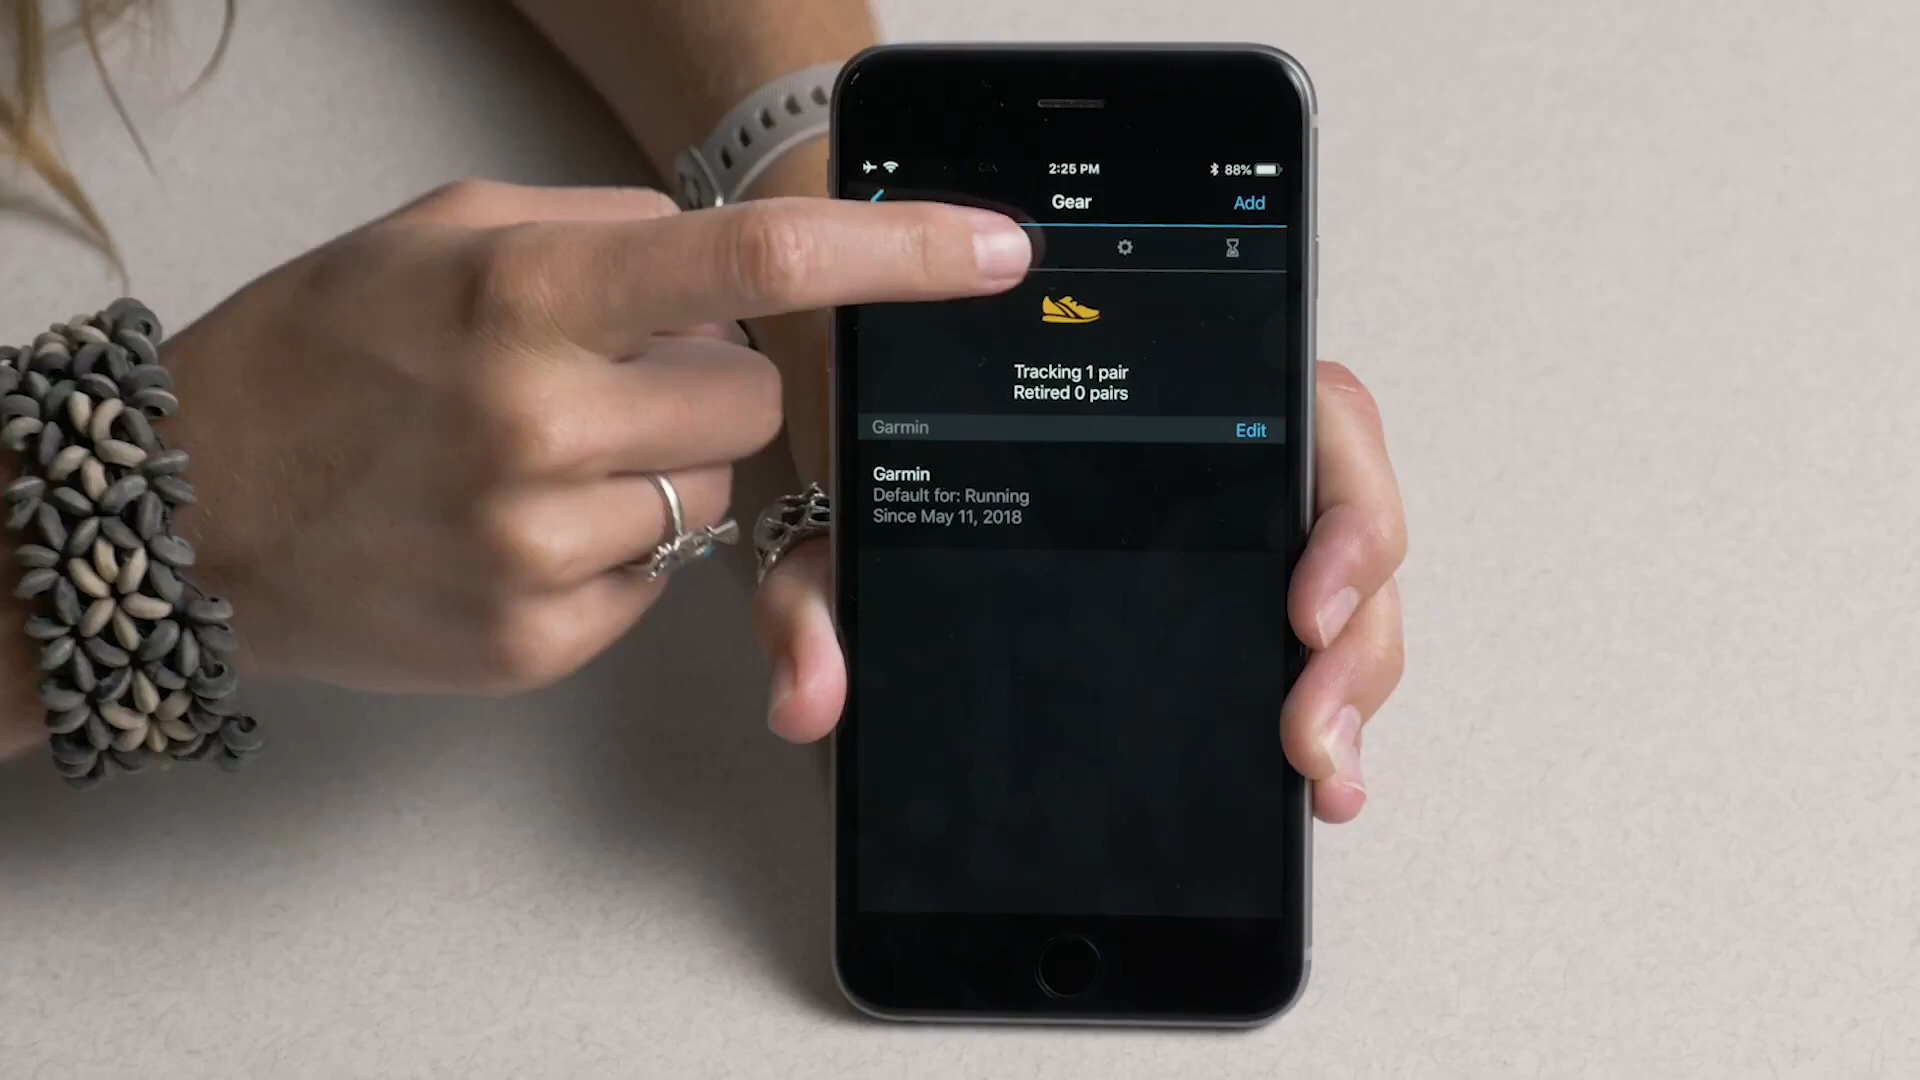 2:25 PM
88%
Gear
Add
Tracking 1 pair
Retired 0 pairs
Garmin
Edit
Garmin
Default for: Running
Since May 11, 2018